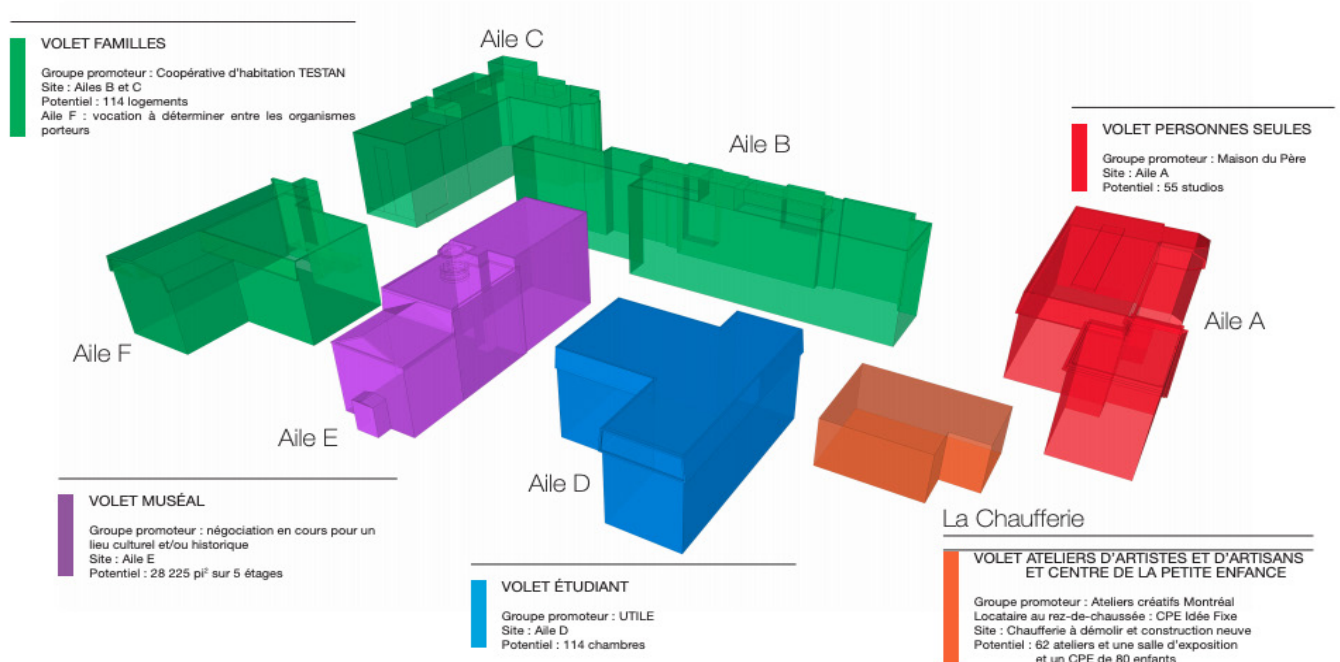 VOLET FAMILLES
Groupe promoteur : Coopérative d'habitation TESTAN
Site : Ailes B et C
Potentiel : 114 logements
Aile F : vocation à déterminer entre les organismes
porteurs
Aile C
Aile B
VOLET PERSONNES SEULES
Groupe promoteur : Maison du Père
Site : Aile A
Potentiel : 55 studios
Aile A
Aile F
Aile E
Aile D
La Chaufferie
VOLET MUSÉAL
Groupe promoteur : négociation en cours pour un
lieu culturel et/ou historique
Site : Aile E
Potentiel : 28 225 pi² sur 5 étages
VOLET ÉTUDIANT
Groupe promoteur : UTILE
Site : Aile D
Potentiel : 114 chambres
VOLET ATELIERS D'ARTISTES ET D'ARTISANS
ET CENTRE DE LA PETITE ENFANCE
Groupe promoteur : Ateliers créatifs Montréal
Locataire au rez-de-chaussée : CPE Idée Fixe
Site : Chaufferie à démolir et construction neuve
Potentiel : 62 ateliers et une salle d'exposition
et un CPE de 80 enfants